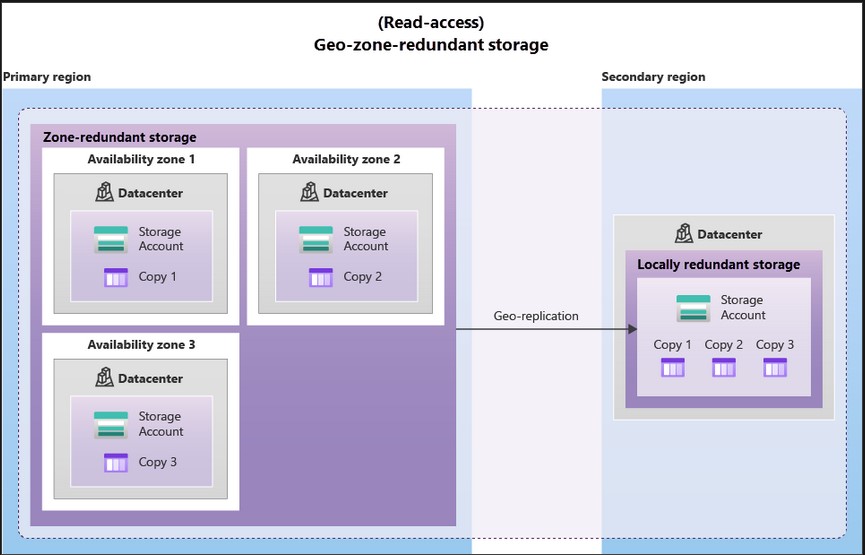 (Read-access)
Geo-zone-redundant storage
Primary region
Secondary region
Zone-redundant storage
Availability zone 1
Datacenter
Storage
Account
Copy 1
Availability zone 2
Datacenter
Storage
Account
Copy 2
Availability zone 3
Datacenter
Storage
Account
Copy 3
Geo-replication
Datacenter
Locally redundant storage
Storage
Account
Copy 1 Copy 2 Copy 3